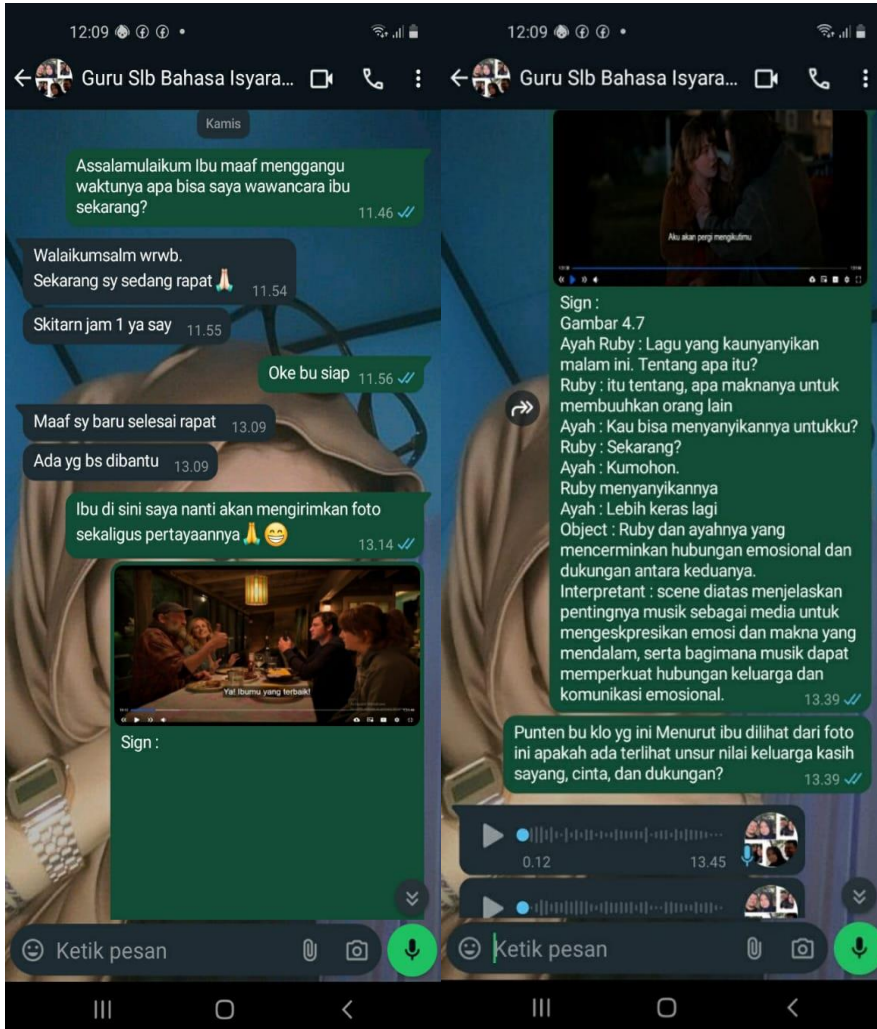 12:09
Guru Slb Bahasa Isyara...
Kamis
Assalamulaikum Ibu maaf menggangu
waktunya apa bisa saya wawancara ibu
sekarang?
11.46
Walaikumsalm wrwb.
Sekarang sy sedang rapat 🙏🏻
11.54
Skitarn jam 1 ya say
11.55
Oke bu siap
11.56
Maaf sy baru selesai rapat
13.09
Ada yg bs dibantu
13.09
Ibu di sini saya nanti akan mengirimkan foto
sekaligus pertayaannya 🙏😁
13.14
Ya! Ibumu yang terbaik!
Sign :
Ketik pesan
12:09
Guru Slb Bahasa Isyara...
Aku akan pergi mengikutimu
Sign :
Gambar 4.7
Ayah Ruby : Lagu yang kaunyanyikan
malam ini. Tentang apa itu?
Ruby : itu tentang, apa maknanya untuk
membuuhkan orang lain
Ayah : Kau bisa menyanyikannya untukku?
Ruby : Sekarang?
Ayah : Kumohon.
Ruby menyanyikannya
Ayah : Lebih keras lagi
Object : Ruby dan ayahnya yang
mencerminkan hubungan emosional dan
dukungan antara keduanya.
Interpretant : scene diatas menjelaskan
pentingnya musik sebagai media untuk
mengeskpresikan emosi dan makna yang
mendalam, serta bagaimana musik dapat
memperkuat hubungan keluarga dan
komunikasi emosional.
13.39
Punten bu klo yg ini Menurut ibu dilihat dari foto
ini apakah ada terlihat unsur nilai keluarga kasih
sayang, cinta, dan dukungan?
13.39
0.12
13.45
Ketik pesan